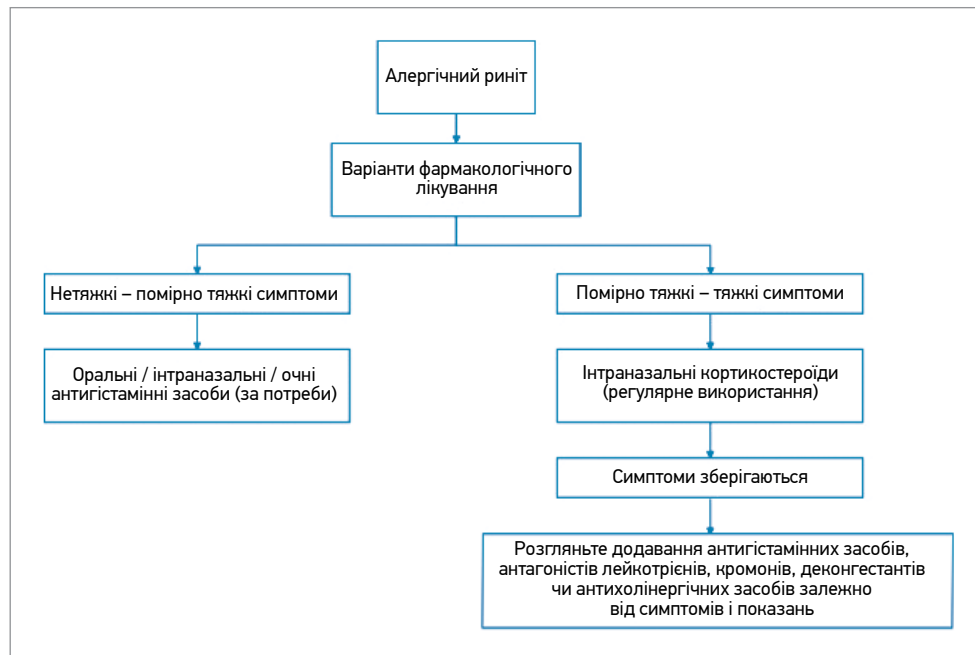 Алергічний риніт
Варіанти фармакологічного
лікування
Нетяжкі – помірно тяжкі симптоми
Помірно тяжкі – тяжкі симптоми
Оральні / інтраназальні / очні
антигістамінні засоби (за потреби)
Інтраназальні кортикостероїди
(регулярне використання)
Симптоми зберігаються
Розгляньте додавання антигістамінних засобів,
антагоністів лейкотрієнів, кромонів, деконгестантів
чи антихолінергічних засобів залежно
від симптомів і показань